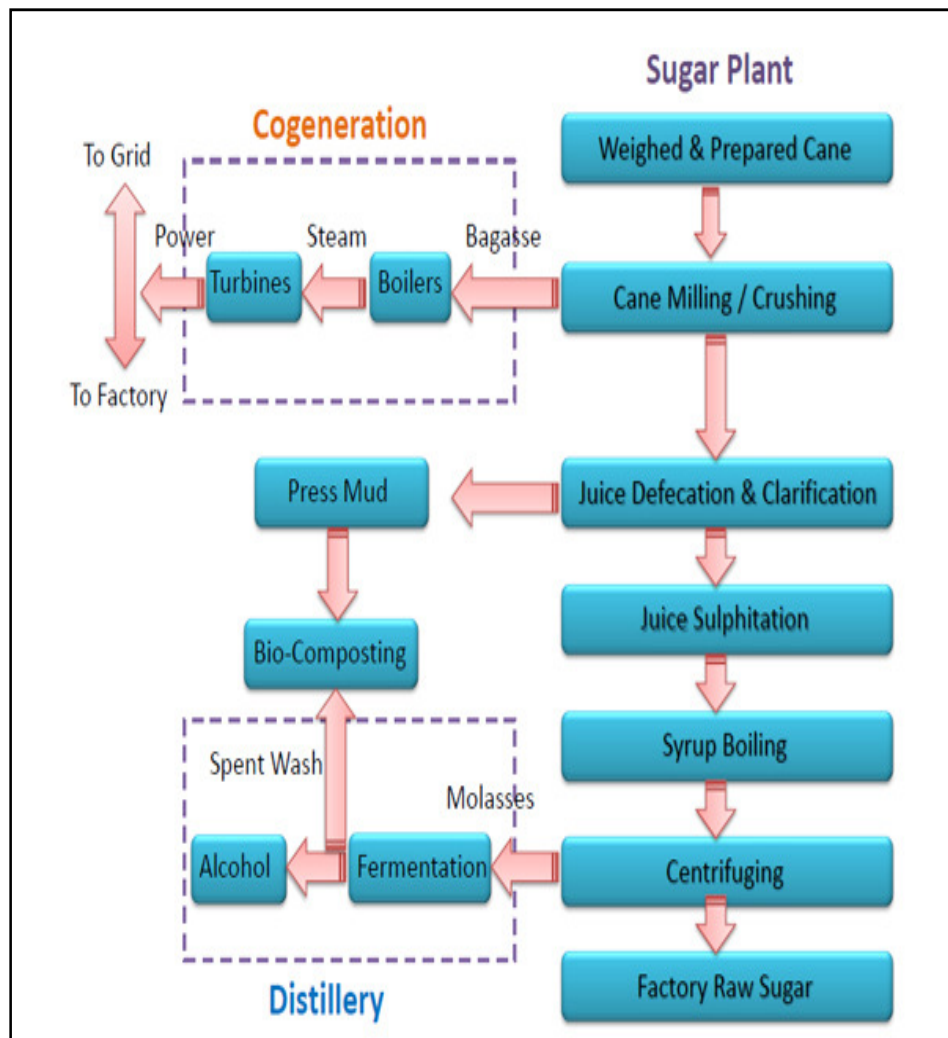 Sugar Plant
Cogeneration
Weighed & Prepared Cane
To Grid
Power
Steam
Bagasse
Turbines
Boilers
Cane Milling / Crushing
To Factory
Press Mud
Juice Defecation & Clarification
Juice Sulphitation
Bio-Composting
Syrup Boiling
Spent Wash
Molasses
Alcohol
Fermentation
Centrifuging
Distillery
Factory Raw Sugar